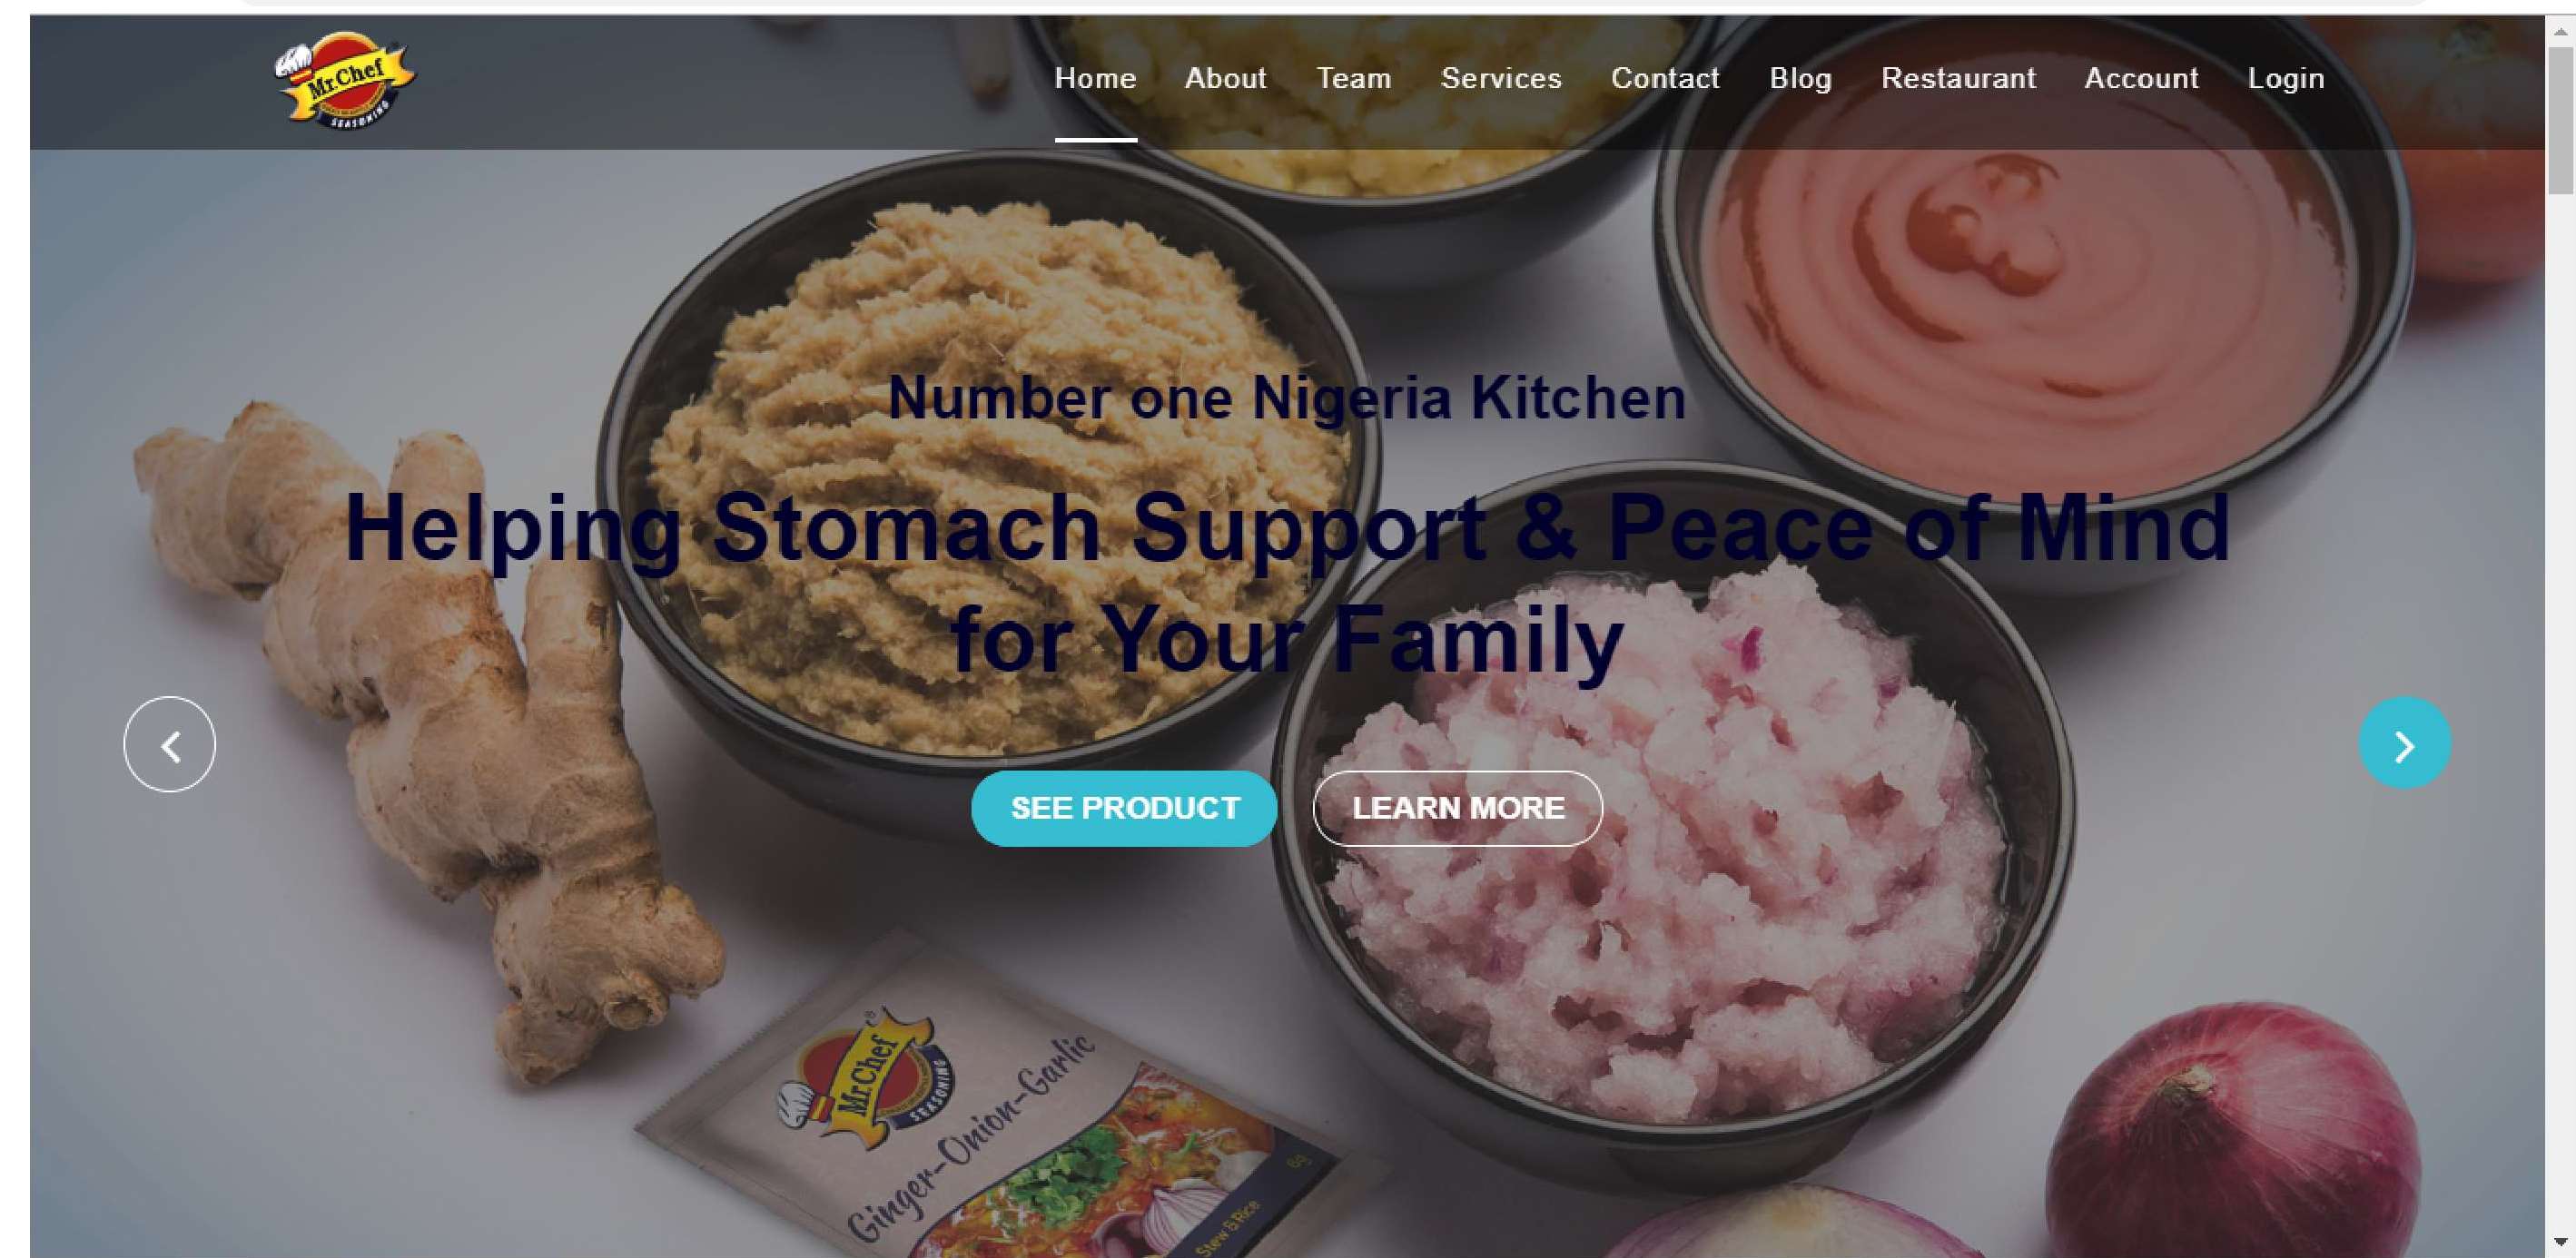 Mr.Chef
SEASONING
Home About Team Services Contact Blog Restaurant Account Login
Number one Nigeria Kitchen
Helping Stomach Support & Peace of Mind
for Your Family
SEE PRODUCT LEARN MORE
Mr.Chef
®
SEASONING
Ginger-Onion-Garlic
6g
Stew & Rice